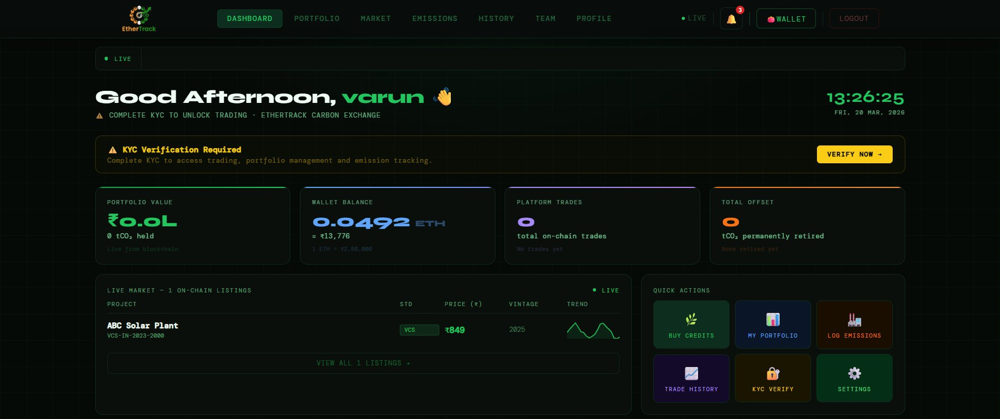 EtherTrack
DASHBOARD
PORTFOLIO
MARKET
EMISSIONS
HISTORY
TEAM
PROFILE
LIVE
3
WALLET
LOGOUT
LIVE
Good Afternoon, varun
13:26:25
COMPLETE KYC TO UNLOCK TRADING · ETHERTRACK CARBON EXCHANGE
FRI, 20 MAR, 2026
KYC Verification Required
Complete KYC to access trading, portfolio management and emission tracking.
VERIFY NOW →
PORTFOLIO VALUE
₹0.0L
0 tCO₂ held
Live from blockchain
WALLET BALANCE
0.0492 ETH
≈ ₹13,776
1 ETH = ₹2,80,000
PLATFORM TRADES
0
total on-chain trades
No trades yet
TOTAL OFFSET
0
tCO₂ permanently retired
None retired yet
LIVE MARKET — 1 ON-CHAIN LISTINGS
LIVE
PROJECT STD PRICE (₹) VINTAGE TREND
ABC Solar Plant
VCS-IN-2023-2000
VCS
₹849
2025
VIEW ALL 1 LISTINGS →
QUICK ACTIONS
BUY CREDITS
MY PORTFOLIO
LOG EMISSIONS
TRADE HISTORY
KYC VERIFY
SETTINGS